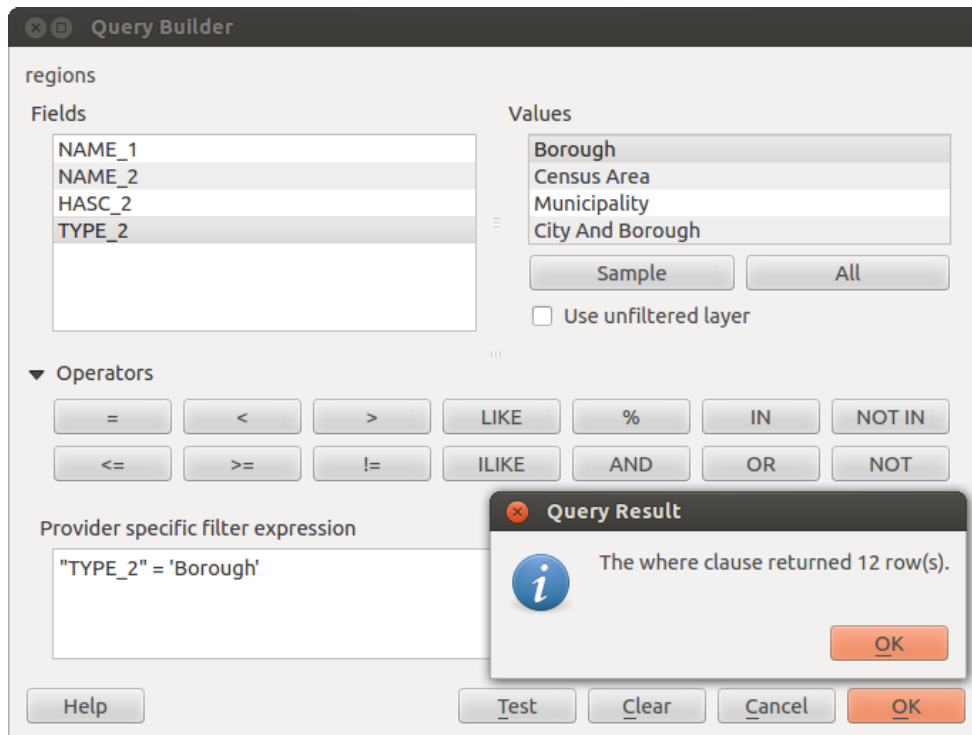 Query Builder
regions
Fields
Values
NAME_1
NAME_2
HASC_2
TYPE_2
Borough
Census Area
Municipality
City And Borough
Sample All
Use unfiltered layer
Operators
= < > LIKE % IN NOT IN
<= >= != ILIKE AND OR NOT
Provider specific filter expression
"TYPE_2" = 'Borough'
Query Result
The where clause returned 12 row(s).
OK
Help Test Clear Cancel OK